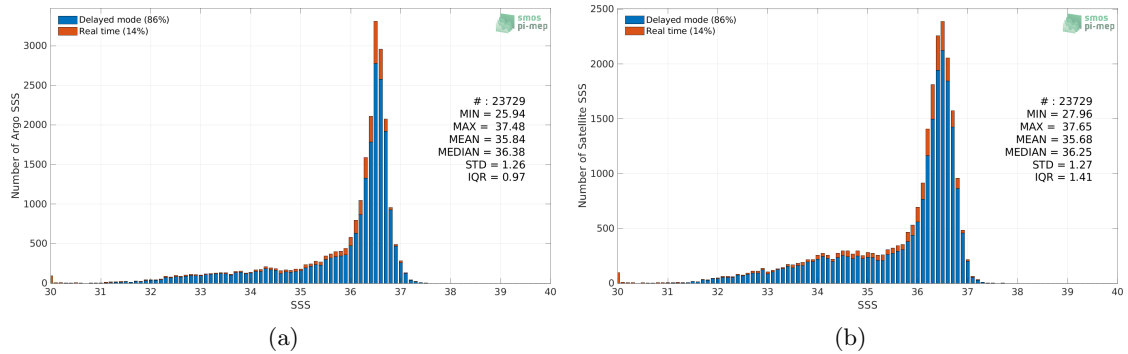 Delayed mode (86%)
Real time (14%)
smos
pi-mep
# : 23729
MIN = 25.94
MAX = 37.48
MEAN = 35.84
MEDIAN = 36.38
STD = 1.26
IQR = 0.97
Number of Argo SSS
3000
2500
2000
1500
1000
500
0
30 31 32 33 34 35 36 37 38 39 40
SSS
(a)
Delayed mode (86%)
Real time (14%)
smos
pi-mep
# : 23729
MIN = 27.96
MAX = 37.65
MEAN = 35.68
MEDIAN = 36.25
STD = 1.27
IQR = 1.41
Number of Satellite SSS
2500
2000
1500
1000
500
0
30 31 32 33 34 35 36 37 38 39 40
SSS
(b)